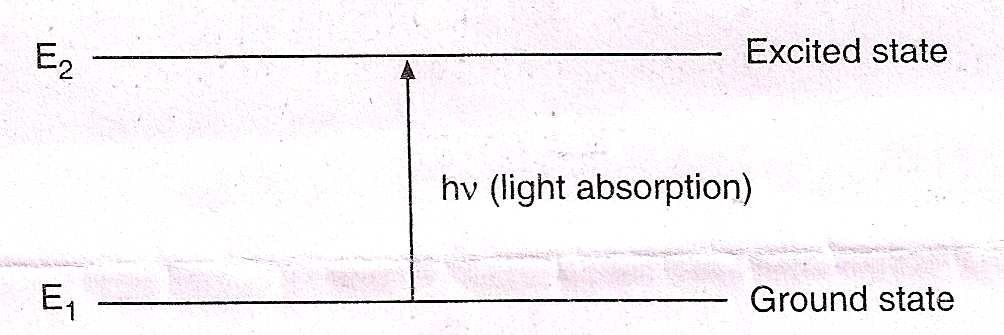 E₂ Excited state
hν (light absorption)
E₁ Ground state